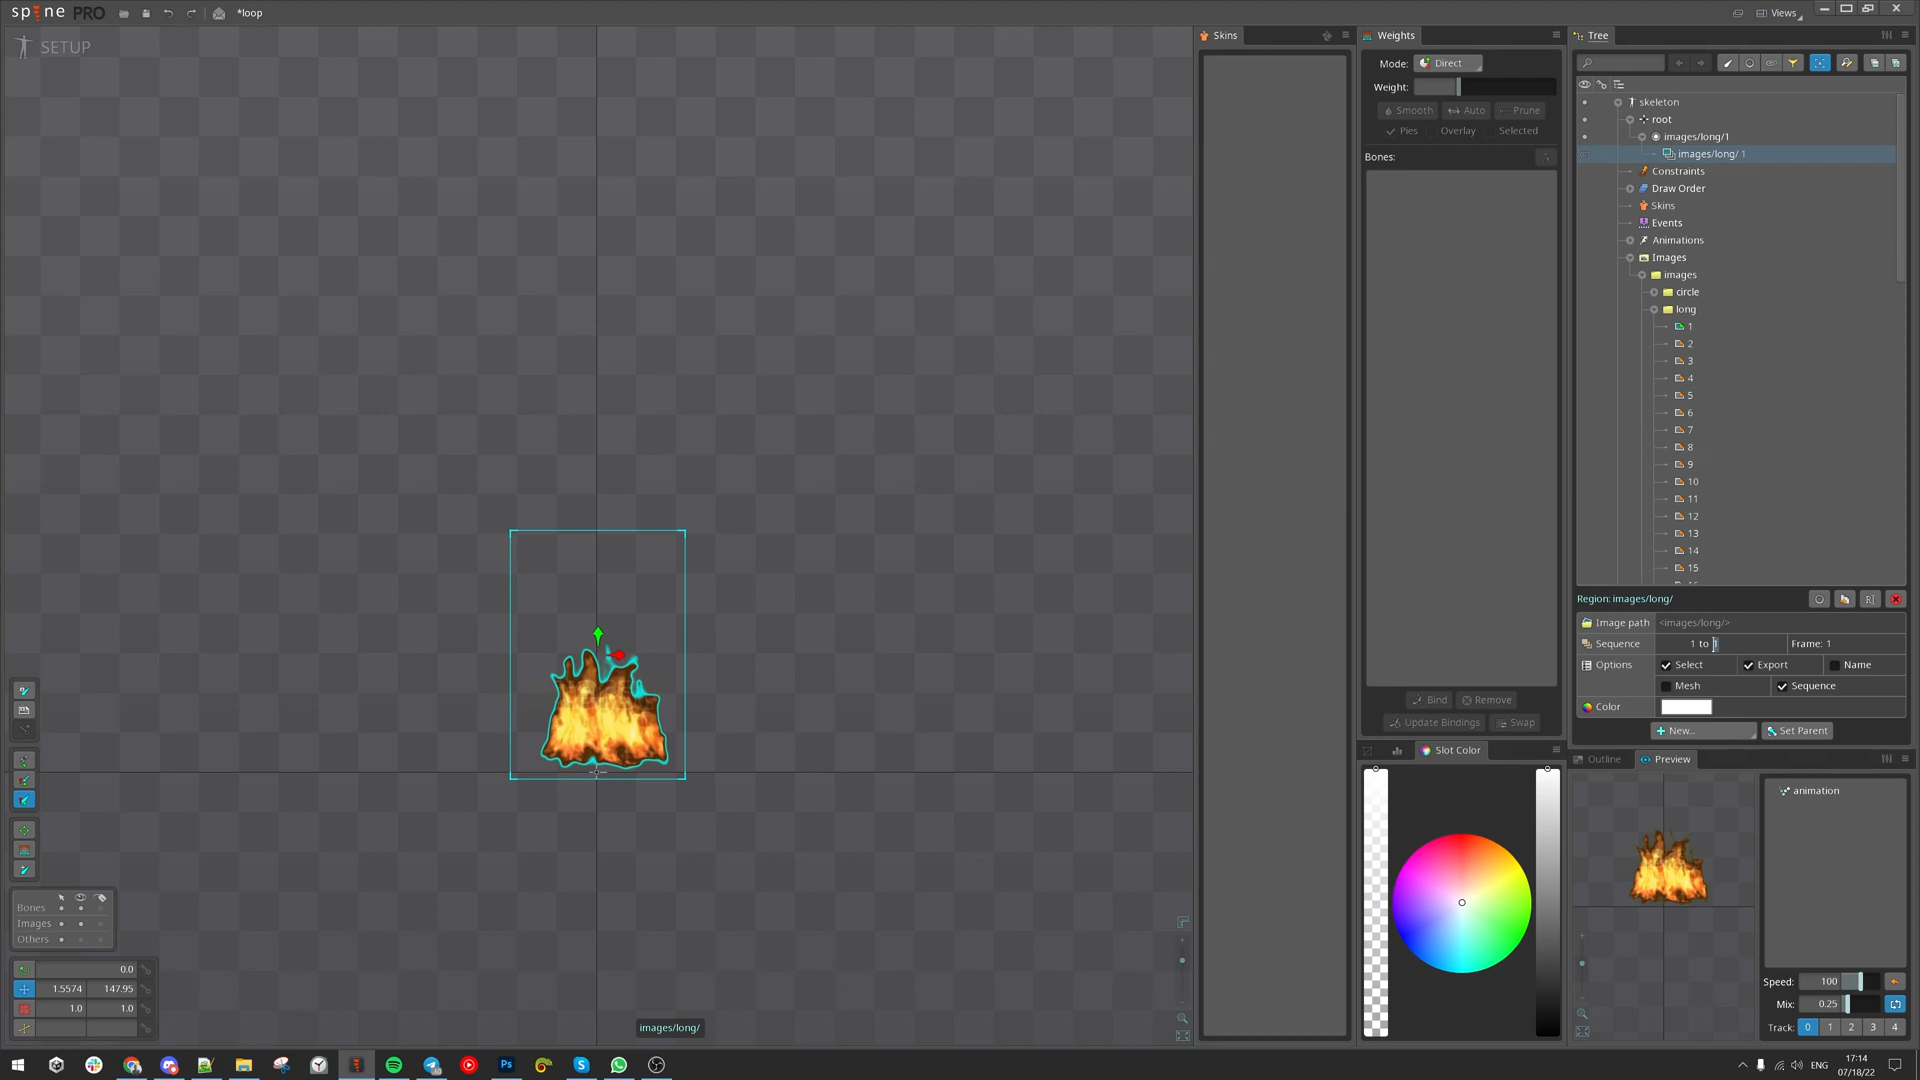 spine PRO
*loop
Views
SETUP
Skins
Weights
Mode: Direct
Weight:
Smooth Auto Prune
Pies Overlay Selected
Bones:
Bind Remove
Update Bindings Swap
Slot Color
Tree
skeleton
root
images/long/1
images/long/ 1
Constraints
Draw Order
Skins
Events
Animations
Images
images
circle
long
1
2
3
4
5
6
7
8
9
10
11
12
13
14
15
Region: images/long/
Image path <images/long/>
Sequence 1 to 1 Frame: 1
Options Select Export Name
Mesh Sequence
Color
New... Set Parent
Outline Preview
animation
Speed: 100
Mix: 0.25
Track: 0 1 2 3 4
Bones
Images
Others
0.0
1.5574 147.95
1.0 1.0
images/long/
Ps
ENG
17:14
07/18/22